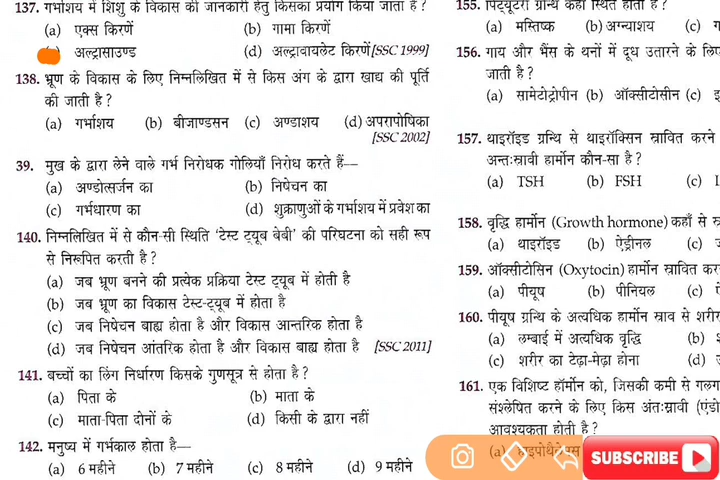 137. गर्भाशय में शिशु के विकास की जानकारी हेतु किसका प्रयोग किया जाता है ?
(a) एक्स किरणें (b) गामा किरणें
अल्ट्रासाउण्ड (d) अल्ट्रावायलेट किरणें [SSC 1999]
138. भ्रूण के विकास के लिए निम्नलिखित में से किस अंग के द्वारा खाद्य की पूर्ति
की जाती है ?
(a) गर्भाशय (b) बीजाण्डसन (c) अण्डाशय (d) अपरापोषिका
[SSC 2002]
39. मुख के द्वारा लेने वाले गर्भ निरोधक गोलियाँ निरोध करते हैं—
(a) अण्डोत्सर्जन का (b) निषेचन का
(c) गर्भधारण का (d) शुक्राणुओं के गर्भाशय में प्रवेश का
140. निम्नलिखित में से कौन-सी स्थिति 'टेस्ट ट्यूब बेबी' की परिघटना को सही रूप
से निरूपित करती है ?
(a) जब भ्रूण बनने की प्रत्येक प्रक्रिया टेस्ट ट्यूब में होती है
(b) जब भ्रूण का विकास टेस्ट-ट्यूब में होता है
(c) जब निषेचन बाह्य होता है और विकास आन्तरिक होता है
(d) जब निषेचन आंतरिक होता है और विकास बाह्य होता है [SSC 2011]
141. बच्चों का लिंग निर्धारण किसके गुणसूत्र से होता है ?
(a) पिता के (b) माता के
(c) माता-पिता दोनों के (d) किसी के द्वारा नहीं
142. मनुष्य में गर्भकाल होता है—
(a) 6 महीने (b) 7 महीने (c) 8 महीने (d) 9 महीने
155. पिट्यूटरी ग्रन्थि कहाँ स्थित होती है ?
(a) मस्तिष्क (b) अग्न्याशय (c)
156. गाय और भैंस के थनों में दूध उतारने के लिए
जाती है ?
(a) सोमेटोट्रोपीन (b) ऑक्सीटोसीन (c)
157. थाइरॉइड ग्रन्थि से थाइरॉक्सिन स्रावित करने
अन्तःस्रावी हार्मोन कौन-सा है ?
(a) TSH (b) FSH (c)
158. वृद्धि हार्मोन (Growth hormone) कहाँ से
(a) थाइरॉइड (b) ऐड्रीनल (c)
159. ऑक्सीटोसिन (Oxytocin) हार्मोन स्रावित
(a) पीयूष (b) पीनियल (c)
160. पीयूष ग्रन्थि के अत्यधिक हार्मोन स्राव से शरीर
(a) लम्बाई में अत्यधिक वृद्धि (b)
(c) शरीर का टेढ़ा-मेढ़ा होना (d)
161. एक विशिष्ट हॉर्मोन को, जिसकी कमी से
संश्लेषित करने के लिए किस अंतःस्रावी
आवश्यकता होती है ?
(a)
SUBSCRIBE